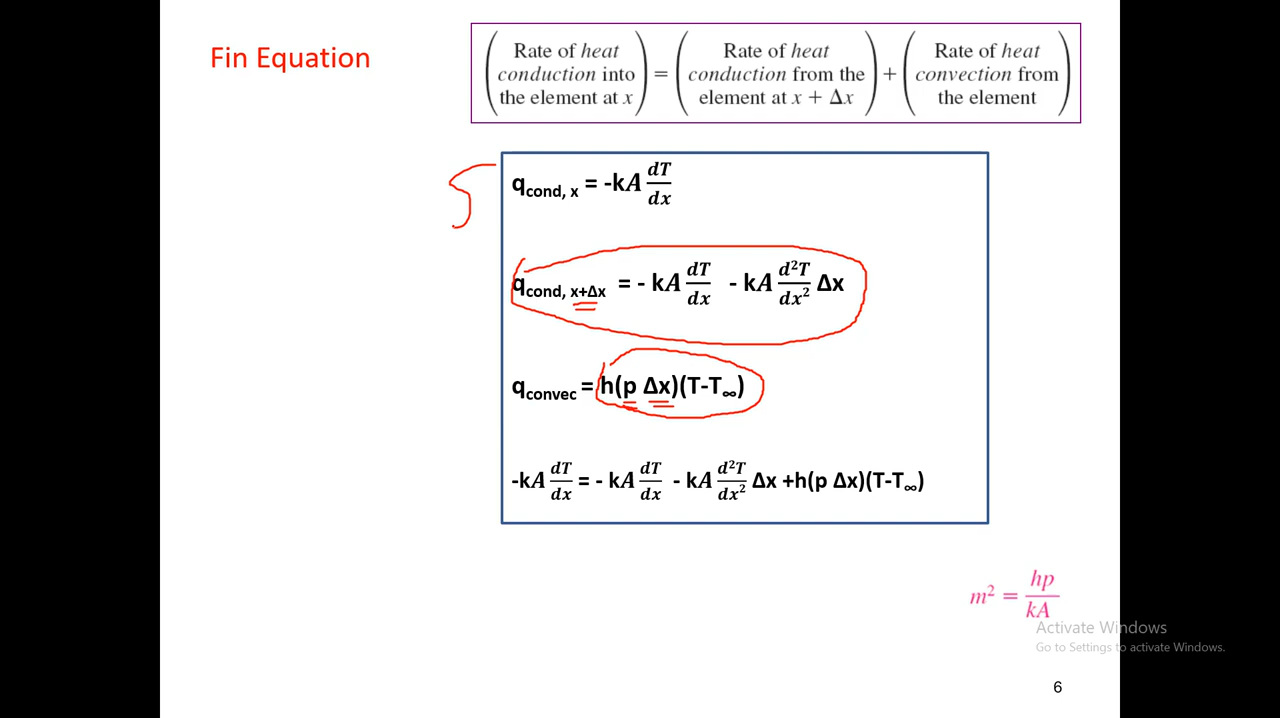 Fin Equation
(Rate of heat conduction into the element at x) = (Rate of heat conduction from the element at x + Δx) + (Rate of heat convection from the element)
q_cond, x = -kA dT/dx
q_cond, x+Δx = - kA dT/dx - kA d²T/dx² Δx
q_convec = h(p Δx)(T-T∞)
-kA dT/dx = - kA dT/dx - kA d²T/dx² Δx +h(p Δx)(T-T∞)
m² = hp/kA
Activate Windows
Go to Settings to activate Windows.
6